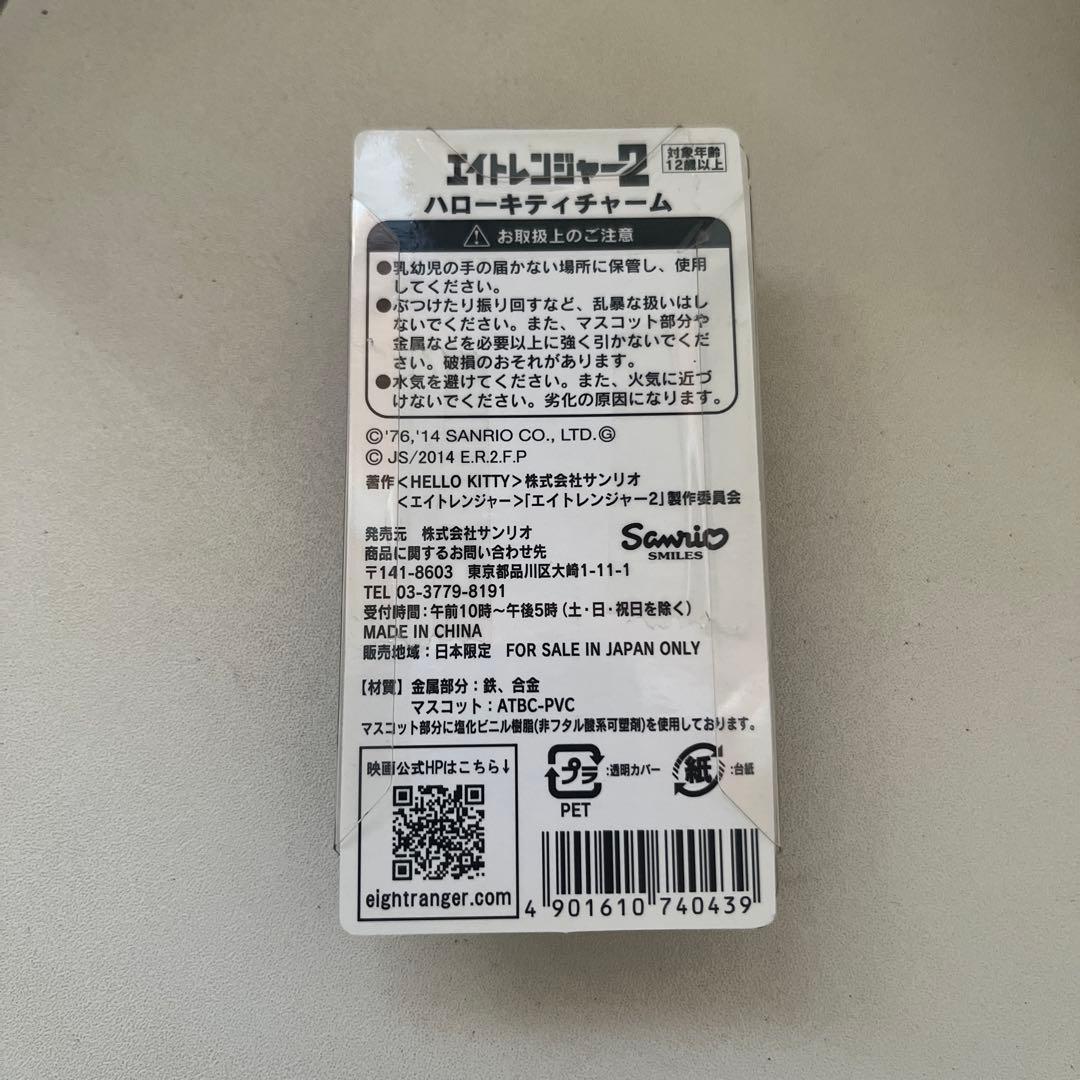 エイトレンジャー2
対象年齢
12歳以上
ハローキティチャーム
お取扱上のご注意
●乳幼児の手の届かない場所に保管し、使用
してください。
●ぶつけたり振り回すなど、乱暴な扱いはし
ないでください。また、マスコット部分や
金属などを必要以上に強く引かないでくだ
さい。破損のおそれがあります。
●水気を避けてください。また、火気に近づ
けないでください。劣化の原因になります。
©'76,'14 SANRIO CO., LTD.Ⓖ
© JS/2014 E.R.2.F.P
著作<HELLO KITTY>株式会社サンリオ
<エイトレンジャー>「エイトレンジャー2」製作委員会
発売元 株式会社サンリオ
商品に関するお問い合わせ先
〒141-8603 東京都品川区大崎1-11-1
TEL 03-3779-8191
受付時間:午前10時~午後5時(土・日・祝日を除く)
MADE IN CHINA
販売地域:日本限定 FOR SALE IN JAPAN ONLY
Sanrio
SMILES
【材質】金属部分:鉄、合金
マスコット:ATBC-PVC
マスコット部分に塩化ビニル樹脂(非フタル酸系可塑剤)を使用しております。
映画公式HPはこちら↓
eightranger.com
プラ:透明カバー
PET
紙:台紙
4 901610 740439